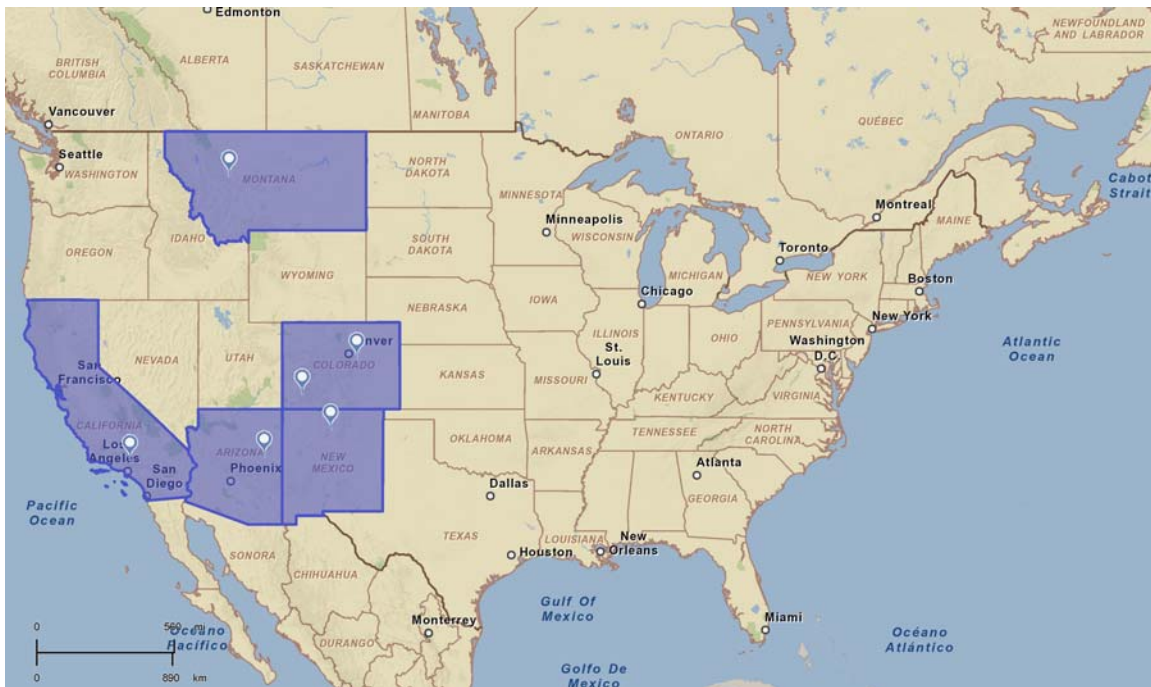 Edmonton
NEWFOUNDLAND
AND LABRADOR
BRITISH
COLUMBIA
ALBERTA
SASKATCHEWAN
MANITOBA
ONTARIO
QUÉBEC
Vancouver
Seattle
WASHINGTON
MONTANA
NORTH
DAKOTA
MINNESOTA
Minneapolis
WISCONSIN
Montreal
MAINE
Cabot
Strait
OREGON
IDAHO
WYOMING
SOUTH
DAKOTA
MICHIGAN
Toronto
NEW YORK
Boston
NEBRASKA
IOWA
Chicago
ILLINOIS
OHIO
PENNSYLVANIA
New York
Washington
D.C.
Atlantic
Ocean
NEVADA
UTAH
nver
COLORADO
KANSAS
St.
Louis
MISSOURI
KENTUCKY
VIRGINIA
San
Francisco
CALIFORNIA
Los
Angeles
San
Diego
ARIZONA
Phoenix
NEW
MEXICO
OKLAHOMA
ARKANSAS
TENNESSEE
NORTH
CAROLINA
Atlanta
GEORGIA
Dallas
Pacific
Ocean
TEXAS
LOUISIANA
New
Orleans
Houston
SONORA
CHIHUAHUA
Gulf Of
Mexico
Miami
Monterrey
DURANGO
Océano
Pacífico
Océano
Atlántico
Golfo De
Mexico
0 560 mi
0 890 km